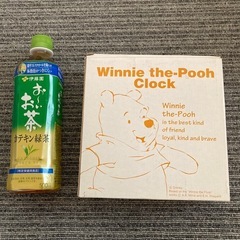 伊藤園
お〜い
お茶
カテキン緑茶
Winnie the-Pooh
Clock
Winnie
the-Pooh
is the best kind
of friend
loyal, kind and brave